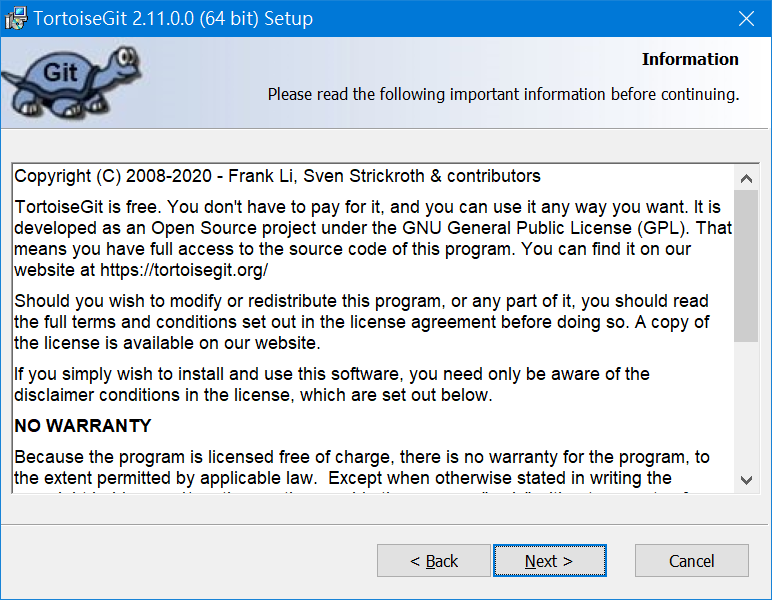 TortoiseGit 2.11.0.0 (64 bit) Setup
Git
Information
Please read the following important information before continuing.
Copyright (C) 2008-2020 - Frank Li, Sven Strickroth & contributors
TortoiseGit is free. You don't have to pay for it, and you can use it any way you want. It is
developed as an Open Source project under the GNU General Public License (GPL). That
means you have full access to the source code of this program. You can find it on our
website at https://tortoisegit.org/
Should you wish to modify or redistribute this program, or any part of it, you should read
the full terms and conditions set out in the license agreement before doing so. A copy of
the license is available on our website.
If you simply wish to install and use this software, you need only be aware of the
disclaimer conditions in the license, which are set out below.
NO WARRANTY
Because the program is licensed free of charge, there is no warranty for the program, to
the extent permitted by applicable law.  Except when otherwise stated in writing the
< Back
Next >
Cancel